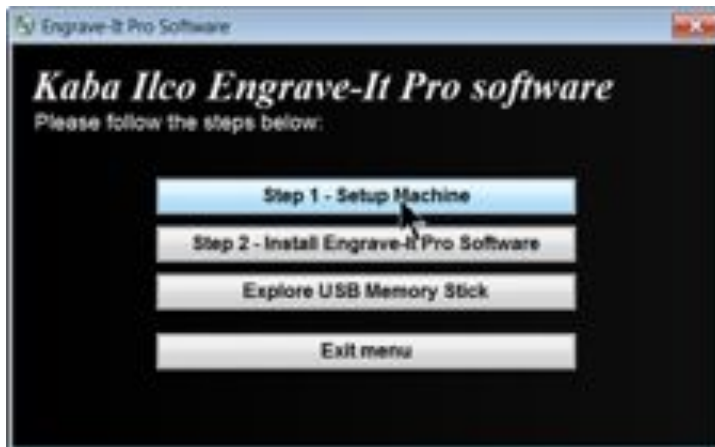 Engrave-It Pro Software
Kaba Ilco Engrave-It Pro software
Please follow the steps below:
Step 1 - Setup Machine
Step 2 - Install Engrave-It Pro Software
Explore USB Memory Stick
Exit menu